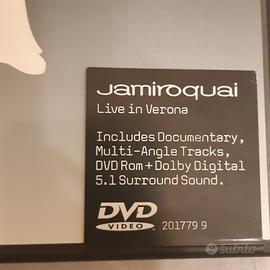 Jamiroquai
Live in Verona
Includes Documentary,
Multi-Angle Tracks,
DVD Rom + Dolby Digital
5.1 Surround Sound.
DVD
VIDEO
201779 9
subito